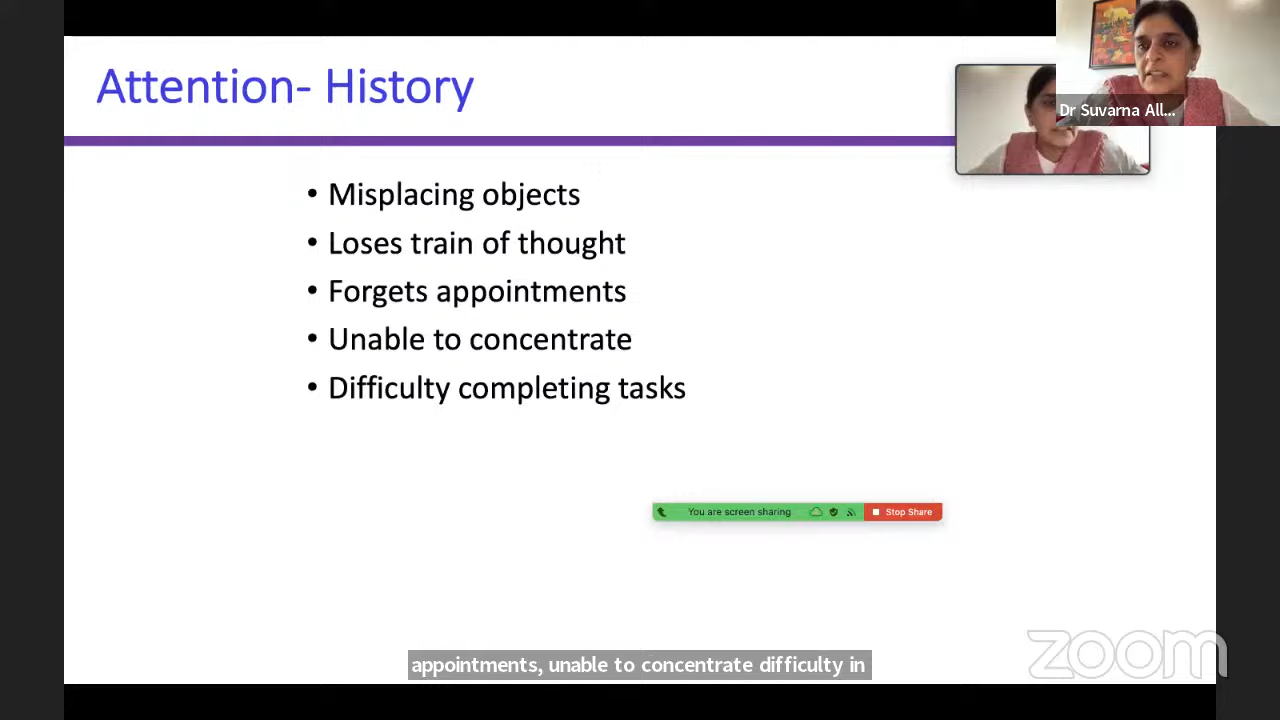 Attention- History
Dr Suvarna All...
• Misplacing objects
• Loses train of thought
• Forgets appointments
• Unable to concentrate
• Difficulty completing tasks
You are screen sharing
Stop Share
zoom
appointments, unable to concentrate difficulty in